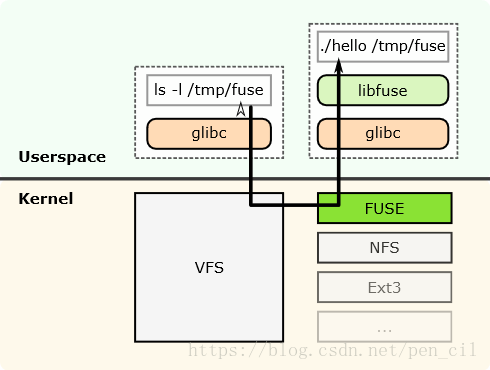 ./hello /tmp/fuse
ls -l /tmp/fuse
libfuse
glibc
glibc
Userspace
Kernel
FUSE
VFS
NFS
Ext3
...
https://blog.csdn.net/pen_cil